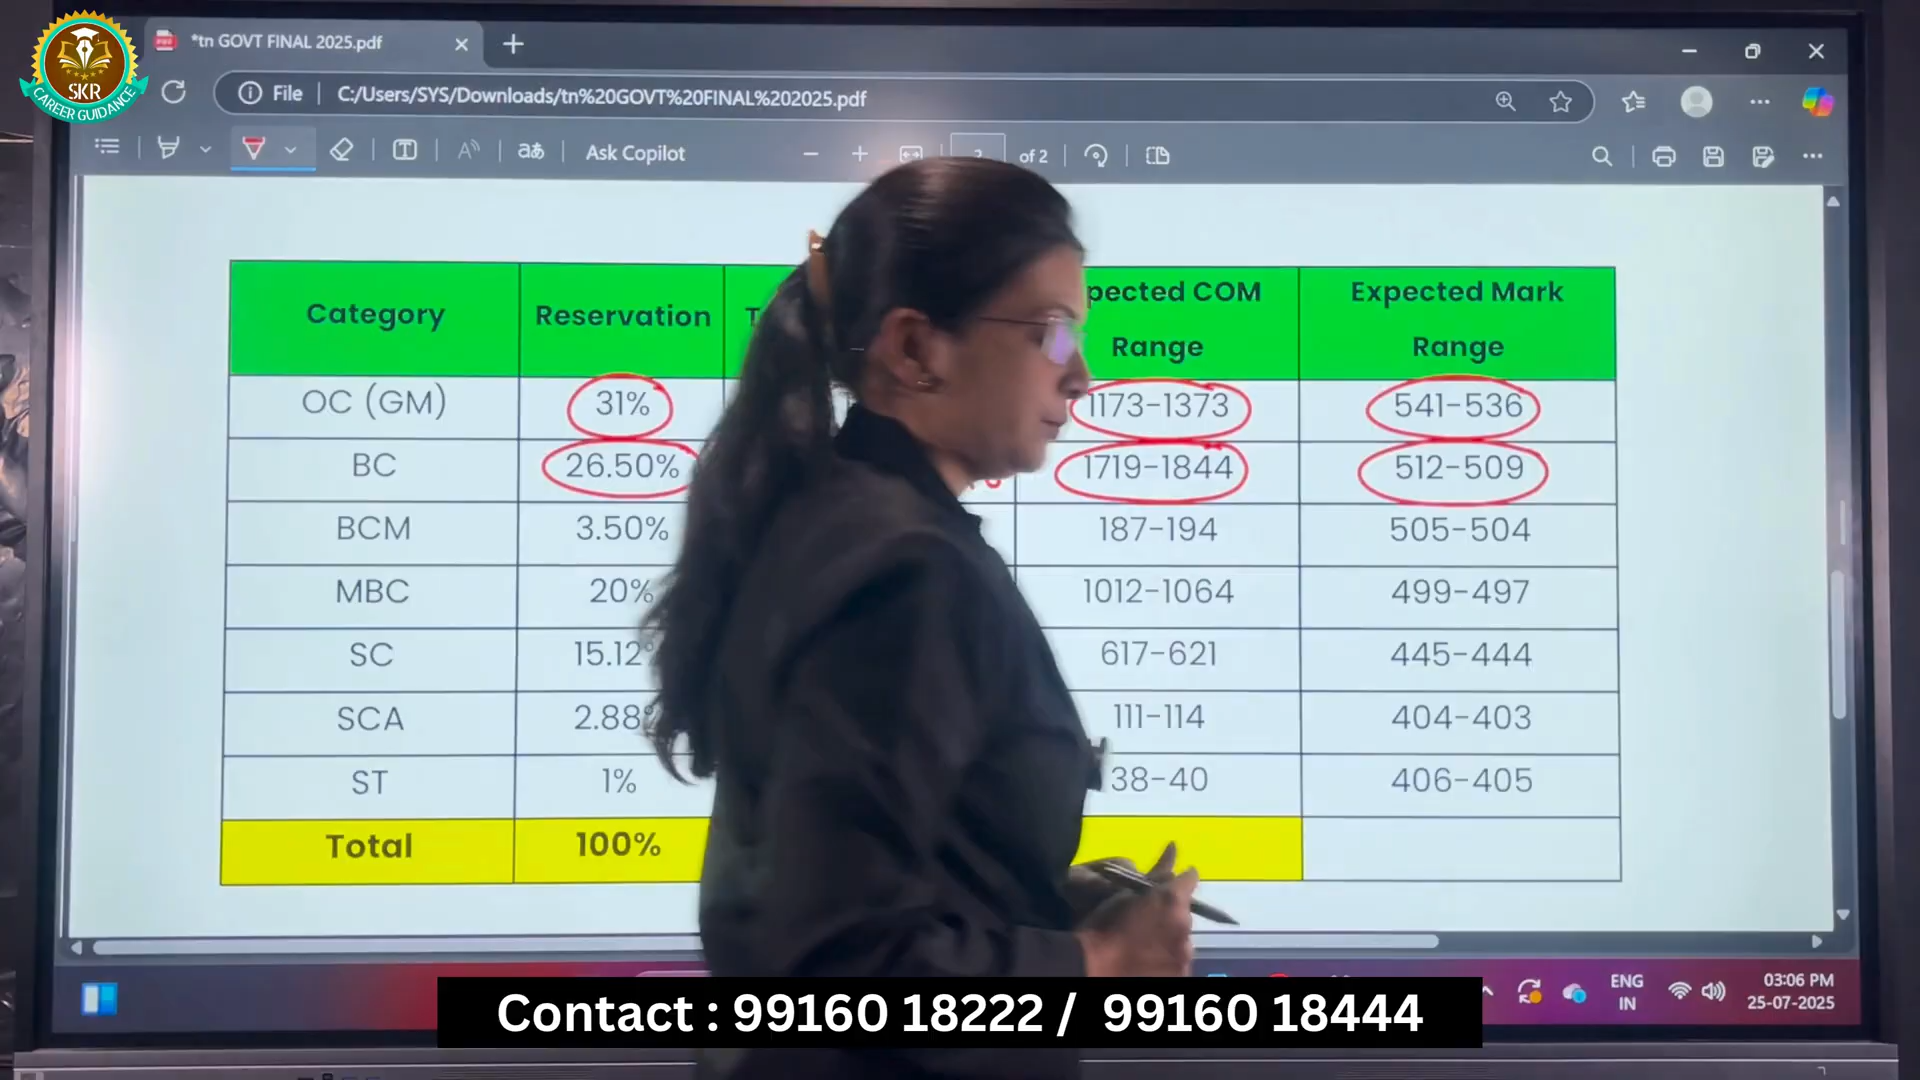 *tn GOVT FINAL 2025.pdf
SKR
CAREER GUIDANCE
File C:/Users/SYS/Downloads/tn%20GOVT%20FINAL%202025.pdf
Ask Copilot
of 2
Category Reservation Range Expected Mark Range
OC (GM) 31% 1173-1373 541-536
BC 26.50% 1719-1844 512-509
BCM 3.50% 187-194 505-504
MBC 20% 1012-1064 499-497
SC 15.12 617-621 445-444
SCA 2.88 111-114 404-403
ST 1% 38-40 406-405
Total 100%
Contact : 99160 18222 / 99160 18444
ENG
IN
03:06 PM
25-07-2025